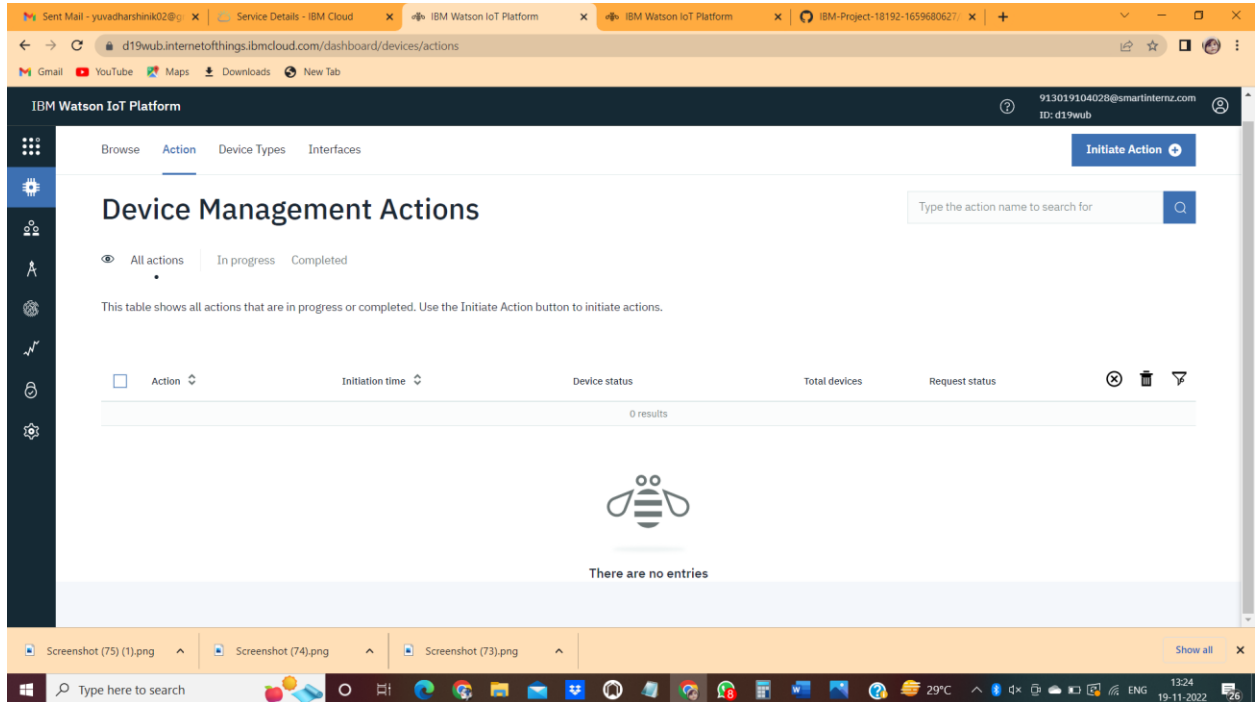 Sent Mail - yuvadharshinik02@g
Service Details - IBM Cloud
IBM Watson IoT Platform
IBM Watson IoT Platform
IBM-Project-18192-1659680627/
d19wub.internetofthings.ibmcloud.com/dashboard/devices/actions
Gmail YouTube Maps Downloads New Tab
IBM Watson IoT Platform
913019104028@smartinternz.com
ID: d19wub
Browse Action Device Types Interfaces
Initiate Action
Device Management Actions
Type the action name to search for
All actions In progress Completed
This table shows all actions that are in progress or completed. Use the Initiate Action button to initiate actions.
Action Initiation time Device status Total devices Request status
0 results
There are no entries
Screenshot (75) (1).png Screenshot (74).png Screenshot (73).png Show all
Type here to search
8
29°C
ENG
13:24
19-11-2022
26